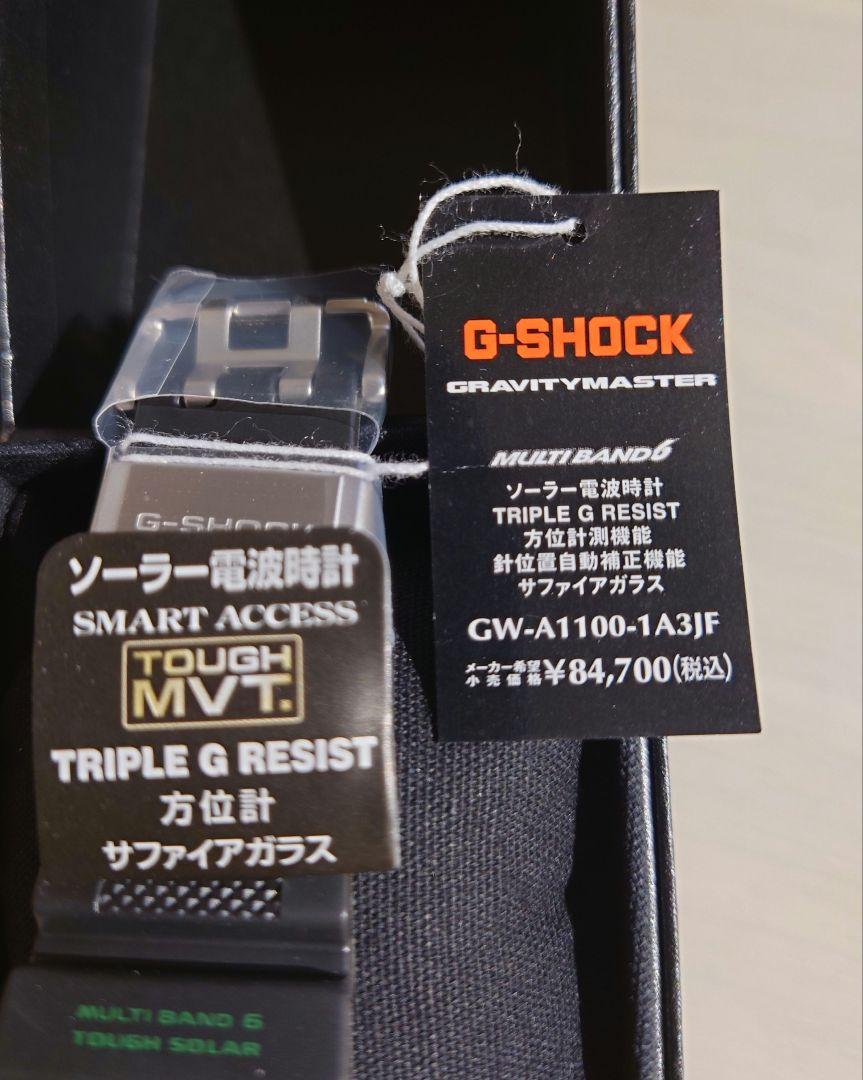 G-SHOCK
GRAVITYMASTER
MULTI BAND 6
ソーラー電波時計
TRIPLE G RESIST
方位計測機能
針位置自動補正機能
サファイアガラス
GW-A1100-1A3JF
メーカー希望
小売価格 ¥84,700(税込)
G-SHOCK
ソーラー電波時計
SMART ACCESS
TOUGH
MVT.
TRIPLE G RESIST
方位計
サファイアガラス
MULTI BAND 6
TOUGH SOLAR